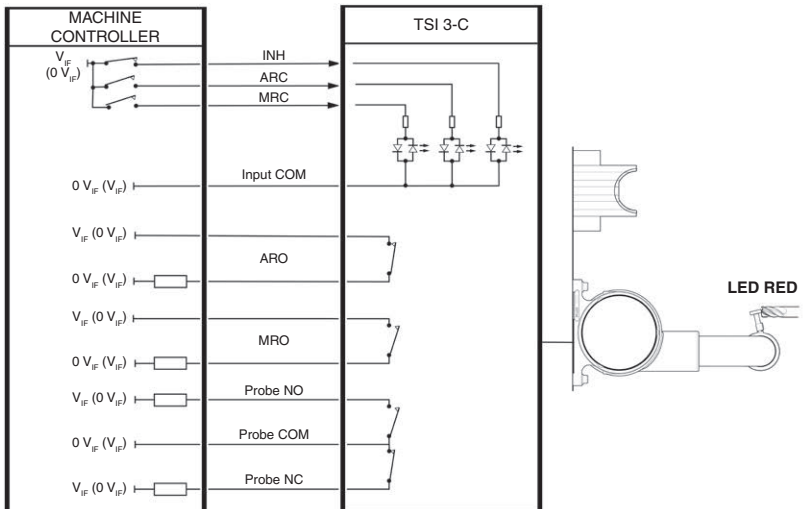 MACHINE
CONTROLLER
TSI 3-C
V_IF
(0 V_IF)
INH
ARC
MRC
0 V_IF (V_IF)
Input COM
V_IF (0 V_IF)
ARO
0 V_IF (V_IF)
V_IF (0 V_IF)
MRO
0 V_IF (V_IF)
V_IF (0 V_IF)
Probe NO
0 V_IF (V_IF)
Probe COM
V_IF (0 V_IF)
Probe NC
LED RED